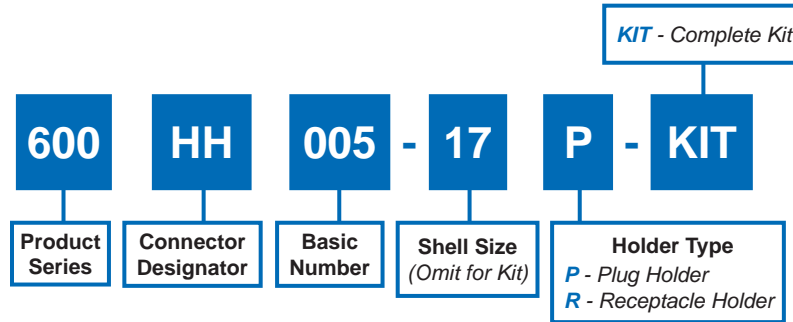 KIT - Complete Kit
600 HH 005 - 17 P - KIT
Product Series
Connector Designator
Basic Number
Shell Size
(Omit for Kit)
Holder Type
P - Plug Holder
R - Receptacle Holder